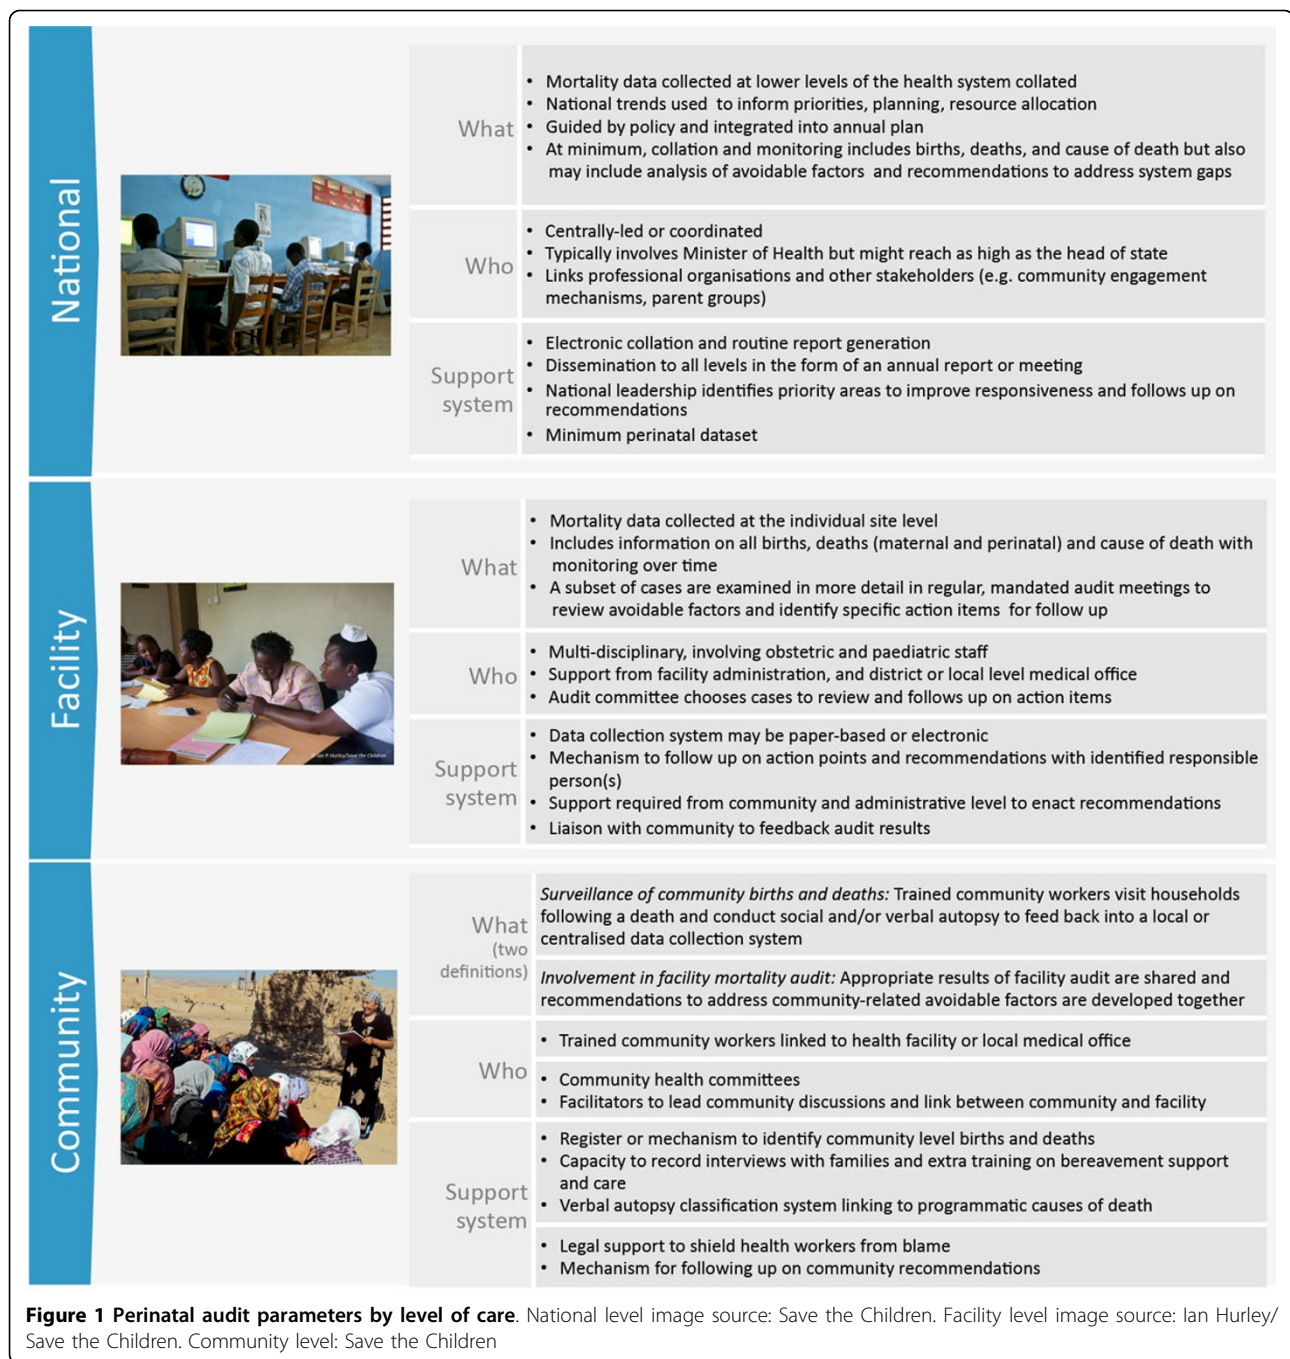 National
What
• Mortality data collected at lower levels of the health system collated
• National trends used to inform priorities, planning, resource allocation
• Guided by policy and integrated into annual plan
• At minimum, collation and monitoring includes births, deaths, and cause of death but also
may include analysis of avoidable factors and recommendations to address system gaps
Who
• Centrally-led or coordinated
• Typically involves Minister of Health but might reach as high as the head of state
• Links professional organisations and other stakeholders (e.g. community engagement
mechanisms, parent groups)
Support
system
• Electronic collation and routine report generation
• Dissemination to all levels in the form of an annual report or meeting
• National leadership identifies priority areas to improve responsiveness and follows up on
recommendations
• Minimum perinatal dataset
Facility
What
• Mortality data collected at the individual site level
• Includes information on all births, deaths (maternal and perinatal) and cause of death with
monitoring over time
• A subset of cases are examined in more detail in regular, mandated audit meetings to
review avoidable factors and identify specific action items for follow up
Who
• Multi-disciplinary, involving obstetric and paediatric staff
• Support from facility administration, and district or local level medical office
• Audit committee chooses cases to review and follows up on action items
Support
system
• Data collection system may be paper-based or electronic
• Mechanism to follow up on action points and recommendations with identified responsible
person(s)
• Support required from community and administrative level to enact recommendations
• Liaison with community to feedback audit results
Community
What
(two
definitions)
Surveillance of community births and deaths: Trained community workers visit households
following a death and conduct social and/or verbal autopsy to feed back into a local or
centralised data collection system
Involvement in facility mortality audit: Appropriate results of facility audit are shared and
recommendations to address community-related avoidable factors are developed together
Who
• Trained community workers linked to health facility or local medical office
• Community health committees
• Facilitators to lead community discussions and link between community and facility
Support
system
• Register or mechanism to identify community level births and deaths
• Capacity to record interviews with families and extra training on bereavement support
and care
• Verbal autopsy classification system linking to programmatic causes of death
• Legal support to shield health workers from blame
• Mechanism for following up on community recommendations
Figure 1 Perinatal audit parameters by level of care. National level image source: Save the Children. Facility level image source: Ian Hurley/
Save the Children. Community level: Save the Children